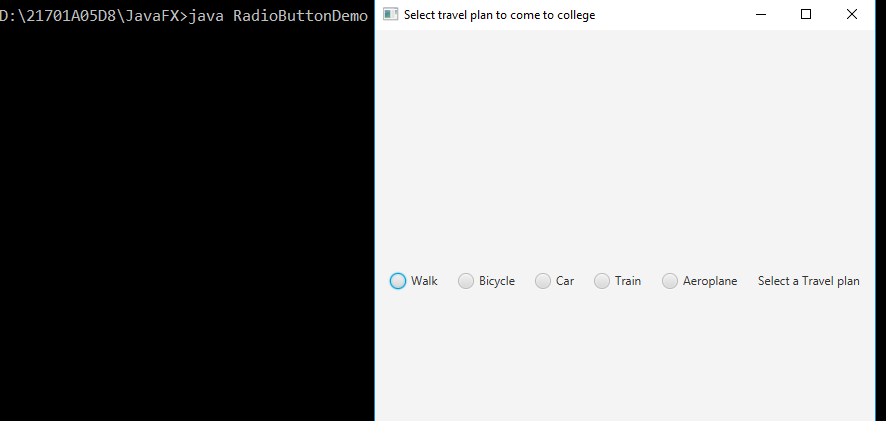 D:\21701A05D8\JavaFX>java RadioButtonDemo
Select travel plan to come to college
Walk Bicycle Car Train Aeroplane Select a Travel plan